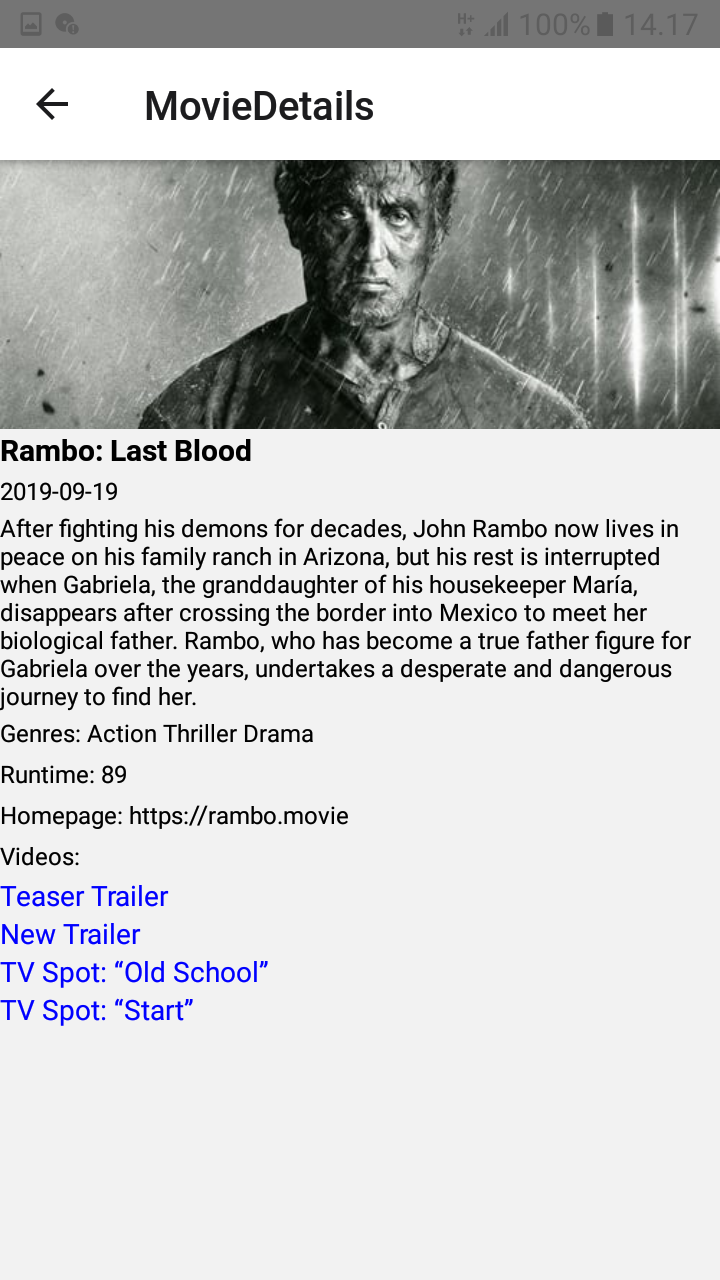 H+ 100% 14.17
MovieDetails
Rambo: Last Blood
2019-09-19
After fighting his demons for decades, John Rambo now lives in
peace on his family ranch in Arizona, but his rest is interrupted
when Gabriela, the granddaughter of his housekeeper María,
disappears after crossing the border into Mexico to meet her
biological father. Rambo, who has become a true father figure for
Gabriela over the years, undertakes a desperate and dangerous
journey to find her.
Genres: Action Thriller Drama
Runtime: 89
Homepage: https://rambo.movie
Videos:
Teaser Trailer
New Trailer
TV Spot: “Old School”
TV Spot: “Start”